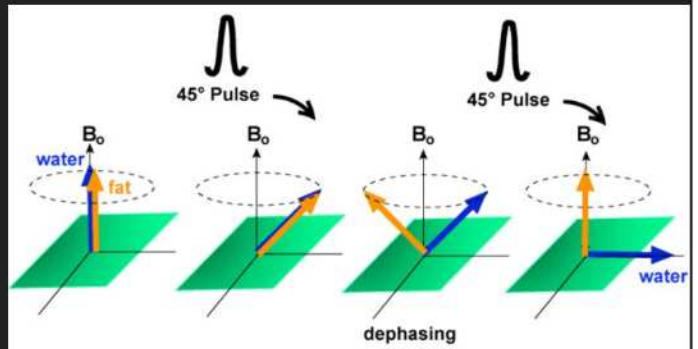 45° Pulse
45° Pulse
Bₒ
Bₒ
Bₒ
Bₒ
water
fat
water
dephasing